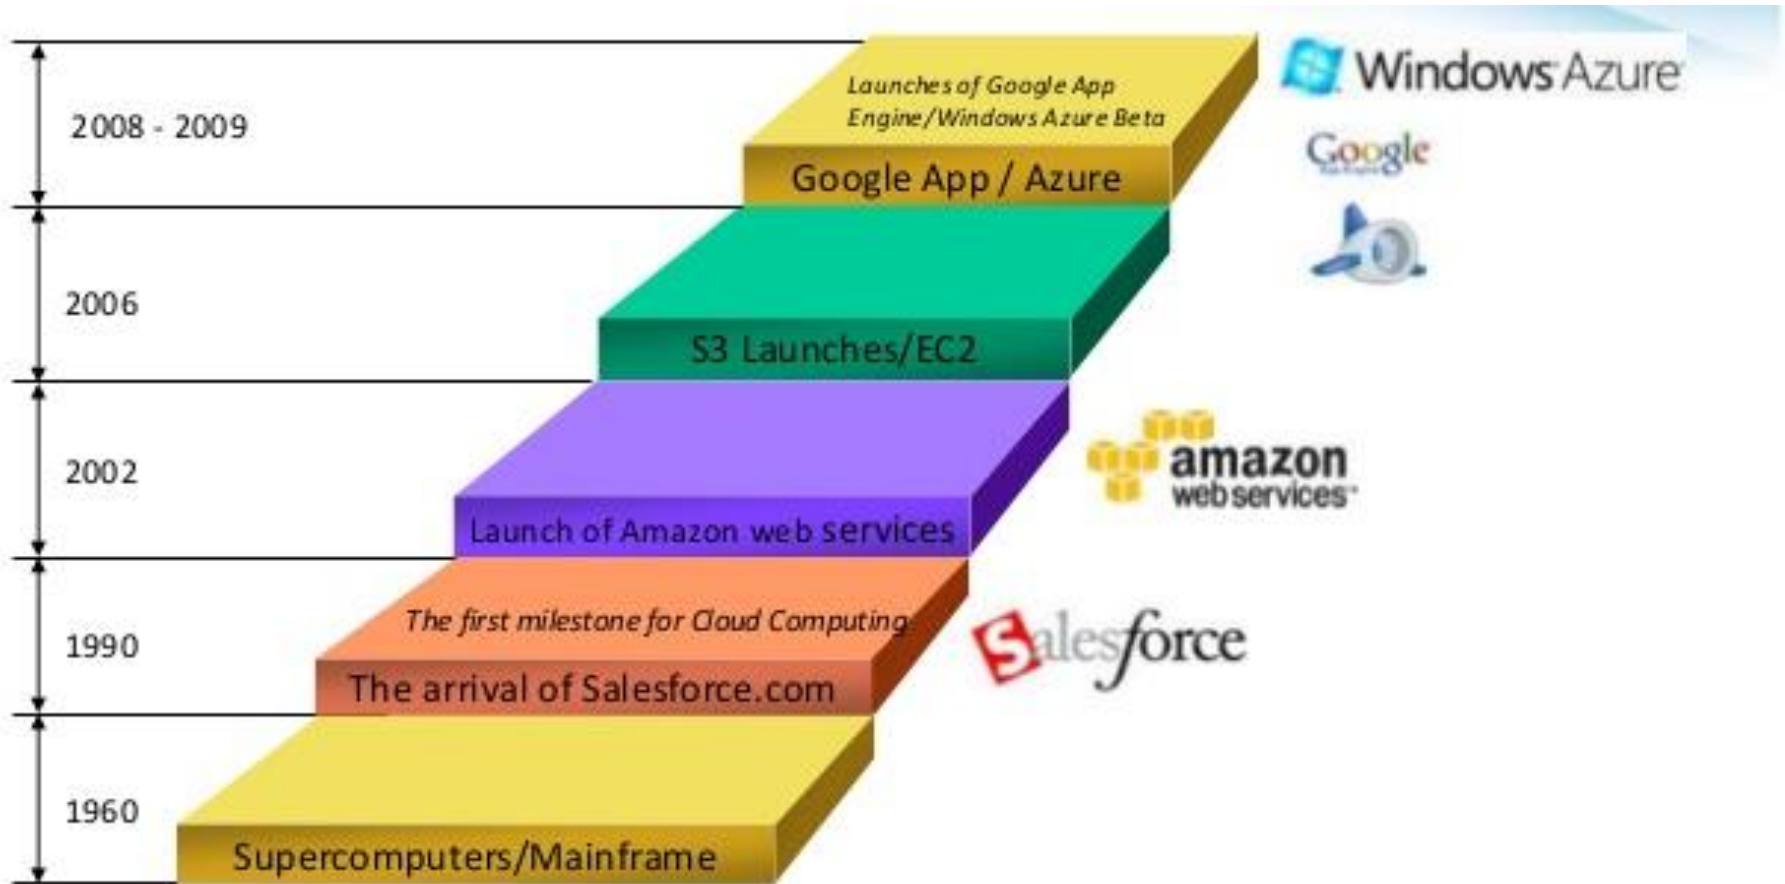 Launches of Google App
Engine/Windows Azure Beta
Windows Azure
2008 - 2009
Google
Google App / Azure
2006
S3 Launches/EC2
2002
amazon
web services
Launch of Amazon web services
1990
The first milestone for Cloud Computing
salesforce
The arrival of Salesforce.com
1960
Supercomputers/Mainframe